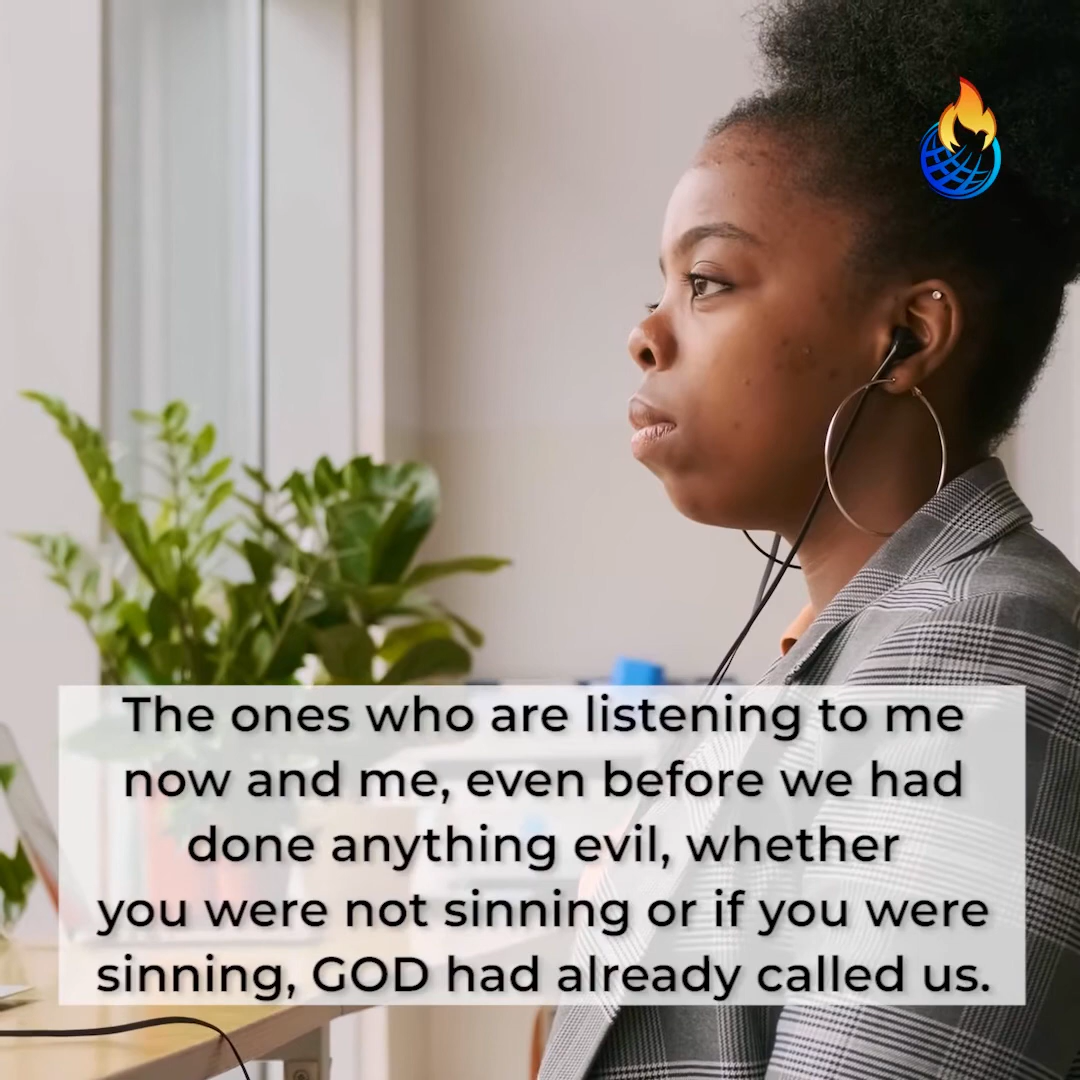 The ones who are listening to me
now and me, even before we had
done anything evil, whether
you were not sinning or if you were
sinning, GOD had already called us.